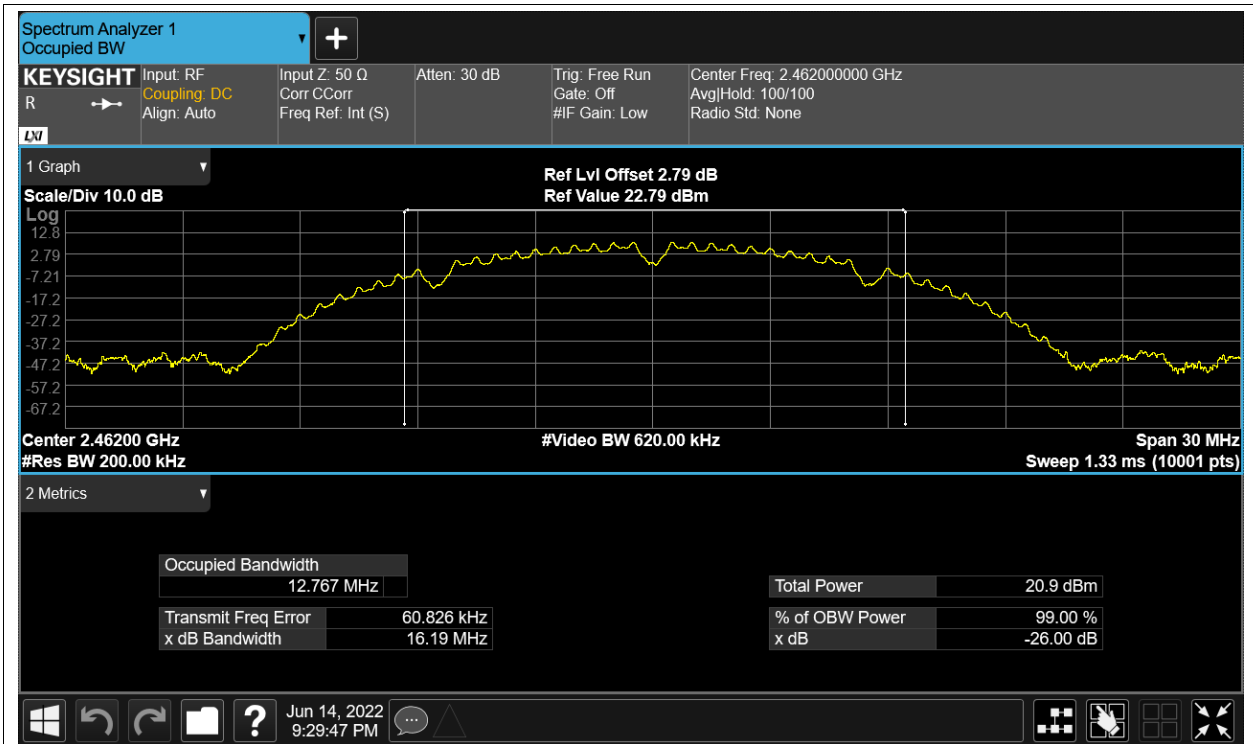 Spectrum Analyzer 1
Occupied BW
+
KEYSIGHT
R
LXI
Input: RF
Coupling: DC
Align: Auto
Input Z: 50 Ω
Corr CCorr
Freq Ref: Int (S)
Atten: 30 dB
Trig: Free Run
Gate: Off
#IF Gain: Low
Center Freq: 2.462000000 GHz
Avg|Hold: 100/100
Radio Std: None
1 Graph
Scale/Div 10.0 dB
Ref Lvl Offset 2.79 dB
Ref Value 22.79 dBm
Log
12.8
2.79
-7.21
-17.2
-27.2
-37.2
-47.2
-57.2
-67.2
Center 2.46200 GHz
#Video BW 620.00 kHz
Span 30 MHz
#Res BW 200.00 kHz
Sweep 1.33 ms (10001 pts)
2 Metrics
Occupied Bandwidth
12.767 MHz
Total Power 20.9 dBm
Transmit Freq Error 60.826 kHz
% of OBW Power 99.00 %
x dB Bandwidth 16.19 MHz
x dB -26.00 dB
?
Jun 14, 2022
9:29:47 PM